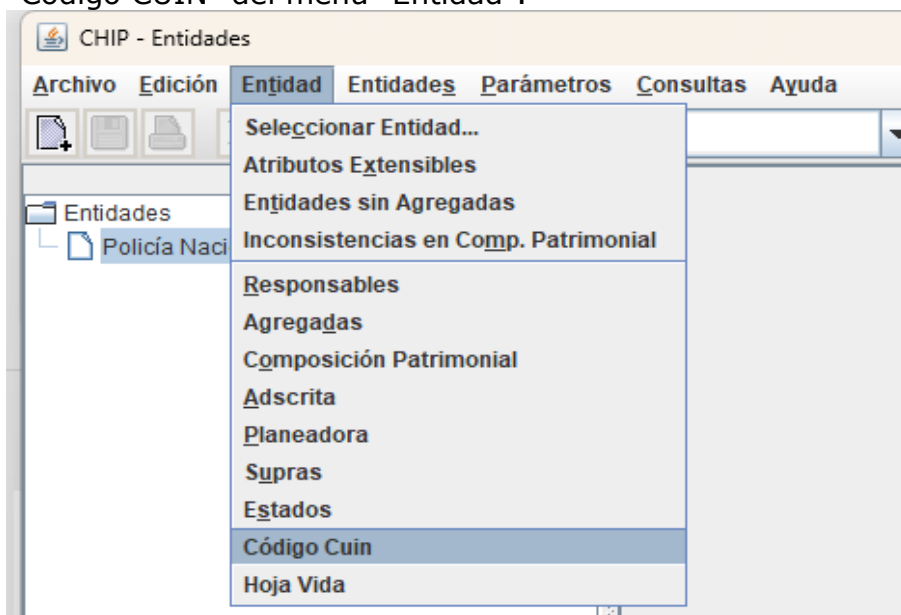 "Código CUIN" del menú "Entidad".
CHIP - Entidades
Archivo Edición Entidad Entidades Parámetros Consultas Ayuda
Seleccionar Entidad...
Atributos Extensibles
Entidades
Entidades sin Agregadas
Policía Naci
Inconsistencias en Comp. Patrimonial
Responsables
Agregadas
Composición Patrimonial
Adscrita
Planeadora
Supras
Estados
Código Cuin
Hoja Vida